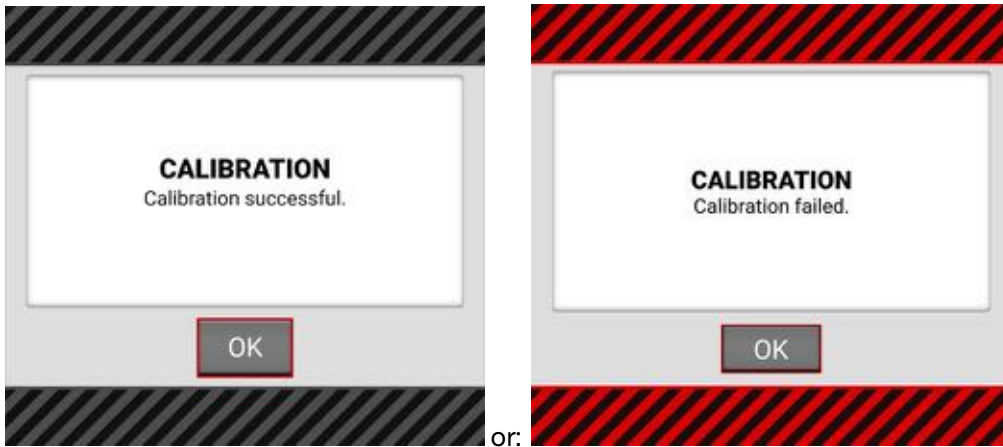 CALIBRATION
Calibration successful.
OK
or:
CALIBRATION
Calibration failed.
OK